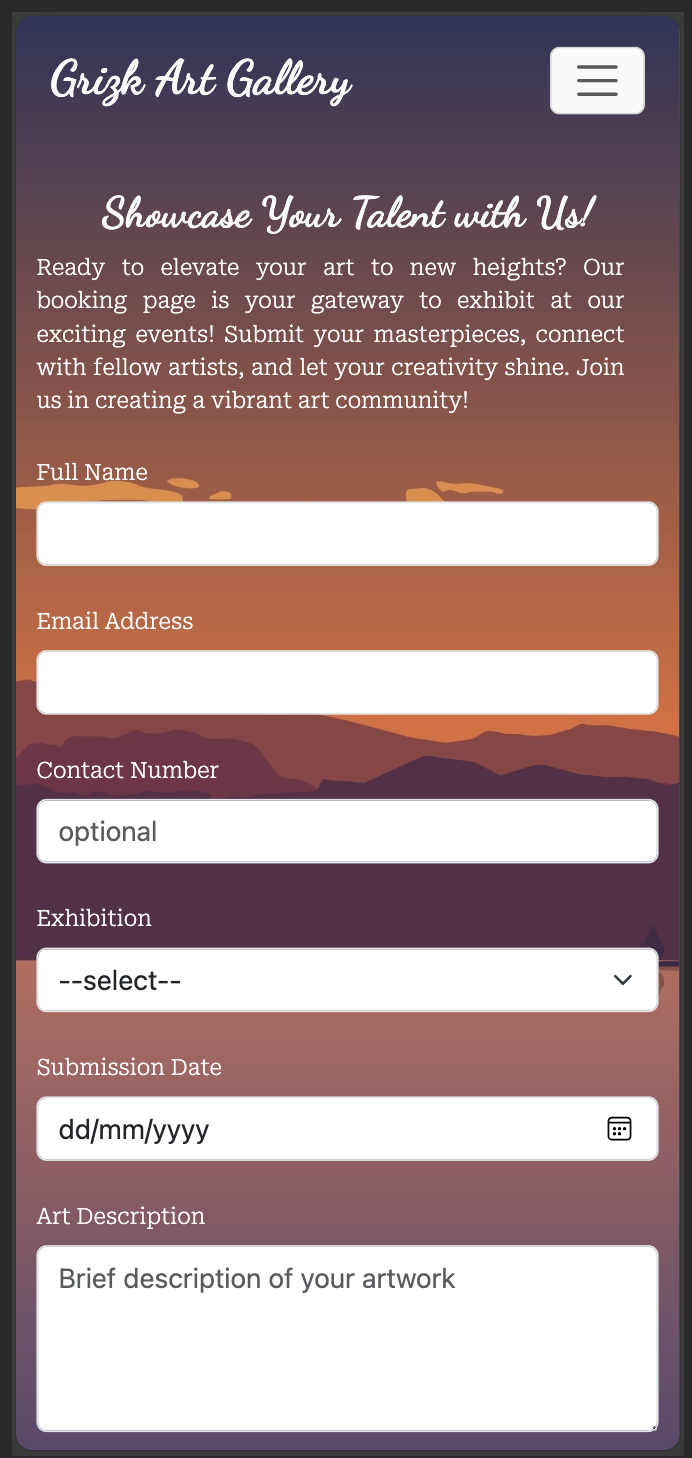 Grizk Art Gallery
Showcase Your Talent with Us!
Ready to elevate your art to new heights? Our
booking page is your gateway to exhibit at our
exciting events! Submit your masterpieces, connect
with fellow artists, and let your creativity shine. Join
us in creating a vibrant art community!
Full Name
Email Address
Contact Number
optional
Exhibition
--select--
Submission Date
dd/mm/yyyy
Art Description
Brief description of your artwork